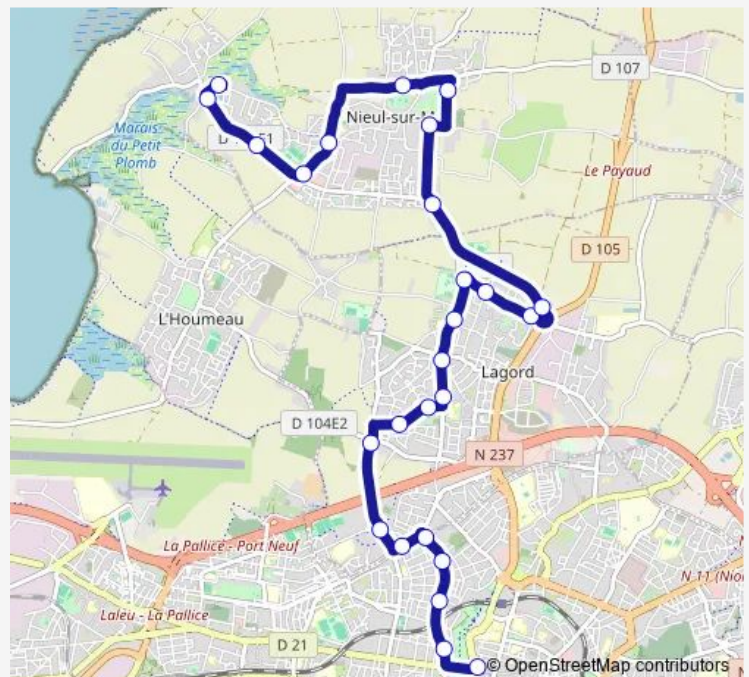 D 107
Nieul-sur-M
Marais
du Petit
Plomb
Le Payaud
D 105
L'Houmeau
Lagord
D 104E2
N 237
La Pallice - Port Neuf
N 11 (Nior
Laleu - La Pallice
D 21
© OpenStreetMap contributors